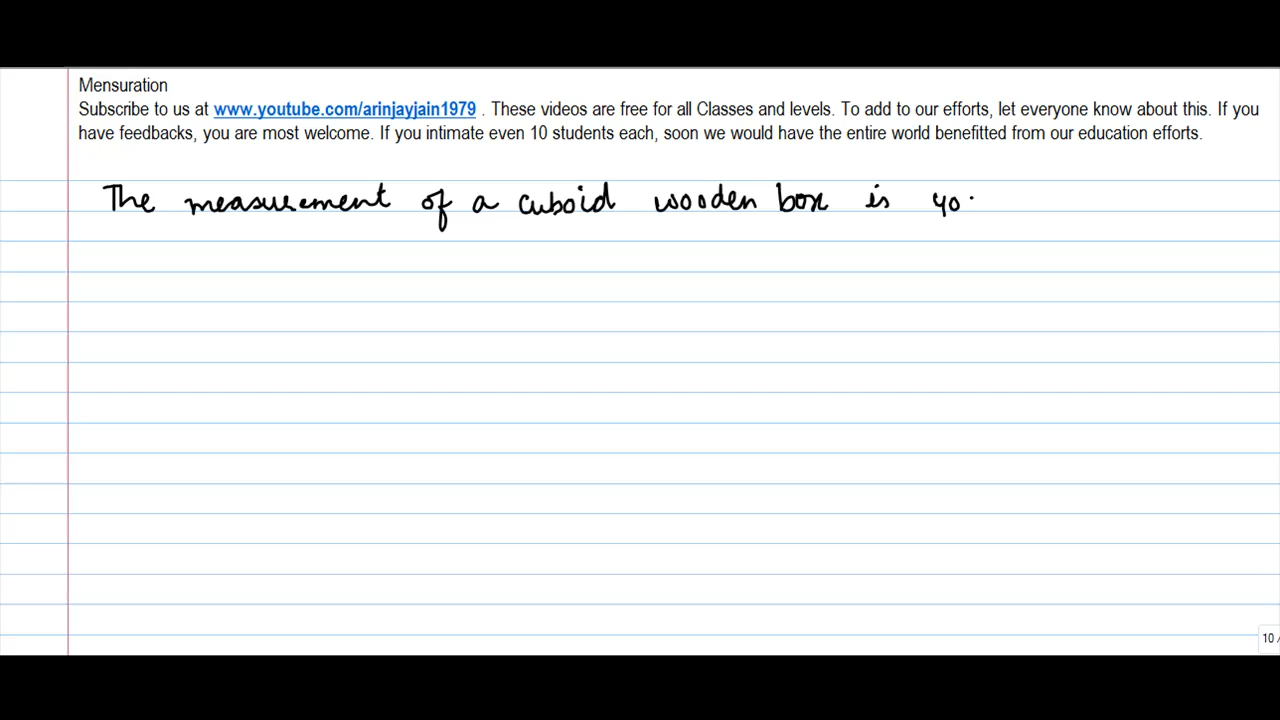 Mensuration
Subscribe to us at www.youtube.com/arinjayjain1979 . These videos are free for all Classes and levels. To add to our efforts, let everyone know about this. If you
have feedbacks, you are most welcome. If you intimate even 10 students each, soon we would have the entire world benefitted from our education efforts.
The measurement of a cuboid wooden box is 40.
10 /